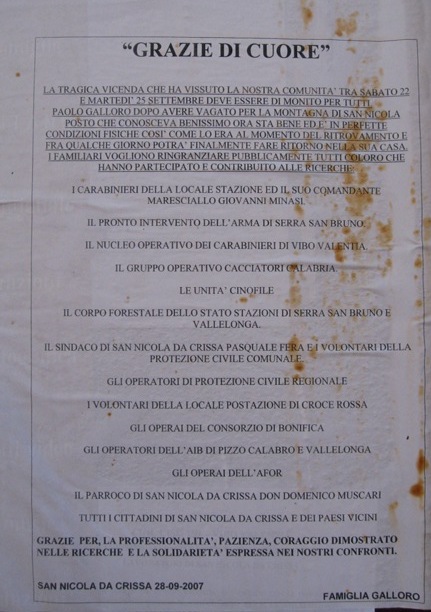 “GRAZIE DI CUORE”
LA TRAGICA VICENDA CHE HA VISSUTO LA NOSTRA COMUNITA’ TRA SABATO 22
E MARTEDI’ 25 SETTEMBRE DEVE ESSERE DI MONITO PER TUTTI.
PAOLO GALLORO DOPO AVERE VAGATO PER LA MONTAGNA DI SAN NICOLA
POSTO CHE CONOSCEVA BENISSIMO ORA STA BENE ED E’ IN PERFETTE
CONDIZIONI FISICHE COSI’ COME LO ERA AL MOMENTO DEL RITROVAMENTO E
FRA QUALCHE GIORNO POTRA’ FINALMENTE FARE RITORNO NELLA SUA CASA.
I FAMILIARI VOGLIONO RINGRANZIARE PUBBLICAMENTE TUTTI COLORO CHE
HANNO PARTECIPATO E CONTRIBUITO ALLE RICERCHE
I CARABINIERI DELLA LOCALE STAZIONE ED IL SUO COMANDANTE
MARESCIALLO GIOVANNI MINASI.
IL PRONTO INTERVENTO DELL’ARMA DI SERRA SAN BRUNO.
IL NUCLEO OPERATIVO DEI CARABINIERI DI VIBO VALENTIA.
IL GRUPPO OPERATIVO CACCIATORI CALABRIA.
LE UNITA’ CINOFILE
IL CORPO FORESTALE DELLO STATO STAZIONI DI SERRA SAN BRUNO E
VALLELONGA.
IL SINDACO DI SAN NICOLA DA CRISSA PASQUALE FERA E I VOLONTARI DELLA
PROTEZIONE CIVILE COMUNALE.
GLI OPERATORI DI PROTEZIONE CIVILE REGIONALE
I VOLONTARI DELLA LOCALE POSTAZIONE DI CROCE ROSSA
GLI OPERAI DEL CONSORZIO DI BONIFICA
GLI OPERATORI DELL’AIB DI PIZZO CALABRO E VALLELONGA
GLI OPERAI DELL’AFOR
IL PARROCO DI SAN NICOLA DA CRISSA DON DOMENICO MUSCARI
TUTTI I CITTADINI DI SAN NICOLA DA CRISSA E DEI PAESI VICINI
GRAZIE PER, LA PROFESSIONALITA’, PAZIENZA, CORAGGIO DIMOSTRATO
NELLE RICERCHE E LA SOLIDARIETA’ ESPRESSA NEI NOSTRI CONFRONTI.
SAN NICOLA DA CRISSA 28-09-2007
FAMIGLIA GALLORO